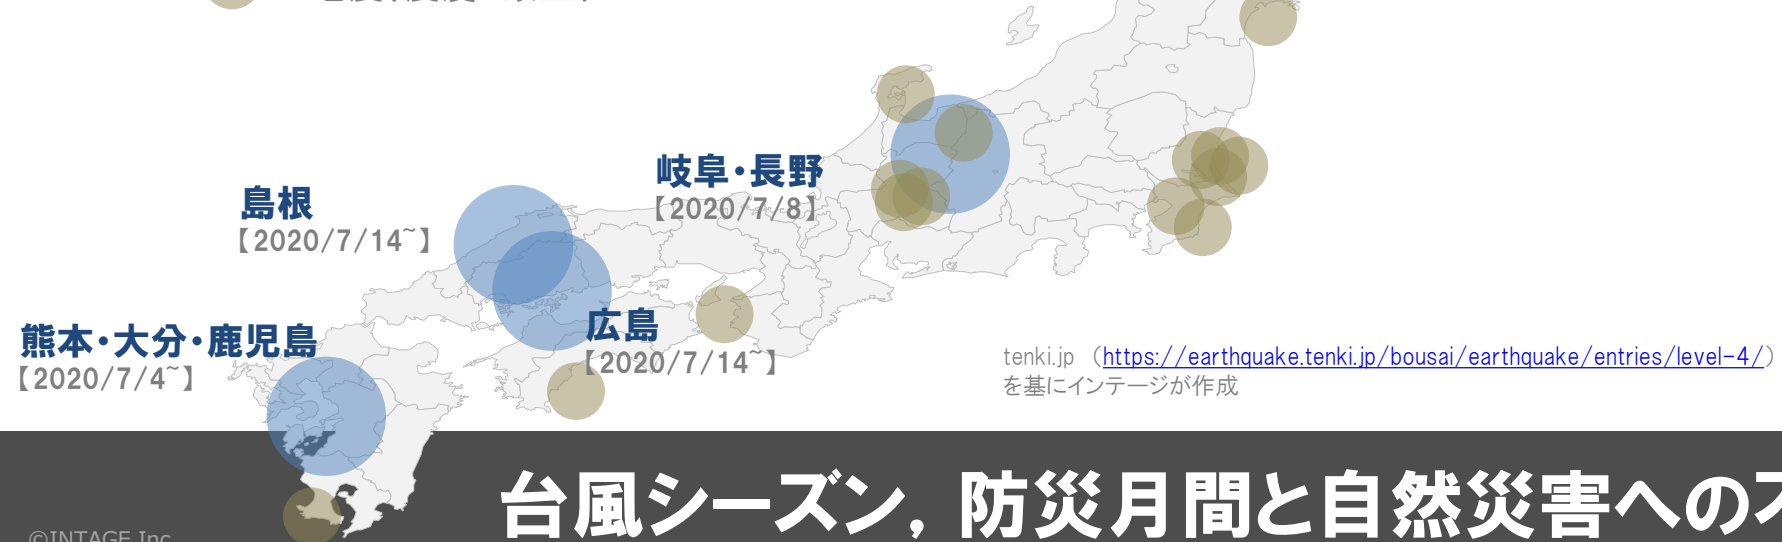 岐阜・長野
【2020/7/8】
島根
【2020/7/14~】
広島
【2020/7/14~】
熊本・大分・鹿児島
【2020/7/4~】
tenki.jp （https://earthquake.tenki.jp/bousai/earthquake/entries/level-4/）
を基にインテージが作成
台風シーズン, 防災月間と自然災害への
©INTAGE Inc.